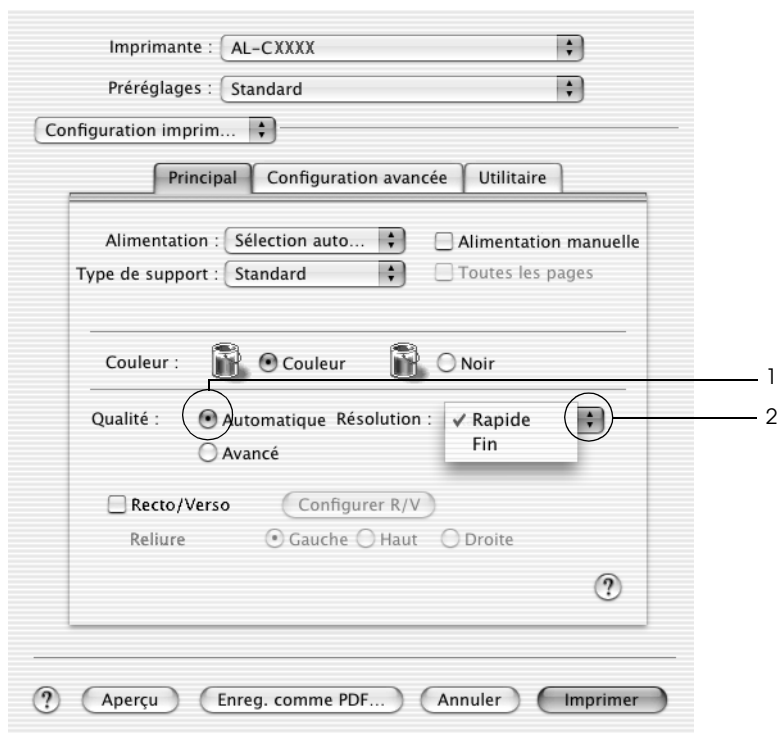 Imprimante : AL-CXXXX
Préréglages : Standard
Configuration imprim...
Principal Configuration avancée Utilitaire
Alimentation : Sélection auto... Alimentation manuelle
Type de support : Standard Toutes les pages
Couleur : Couleur Noir
1
Qualité : Automatique Résolution : ✓ Rapide 2
Avancé Fin
Recto/Verso Configurer R/V
Reliure Gauche Haut Droite
?
? Aperçu Enreg. comme PDF... Annuler Imprimer